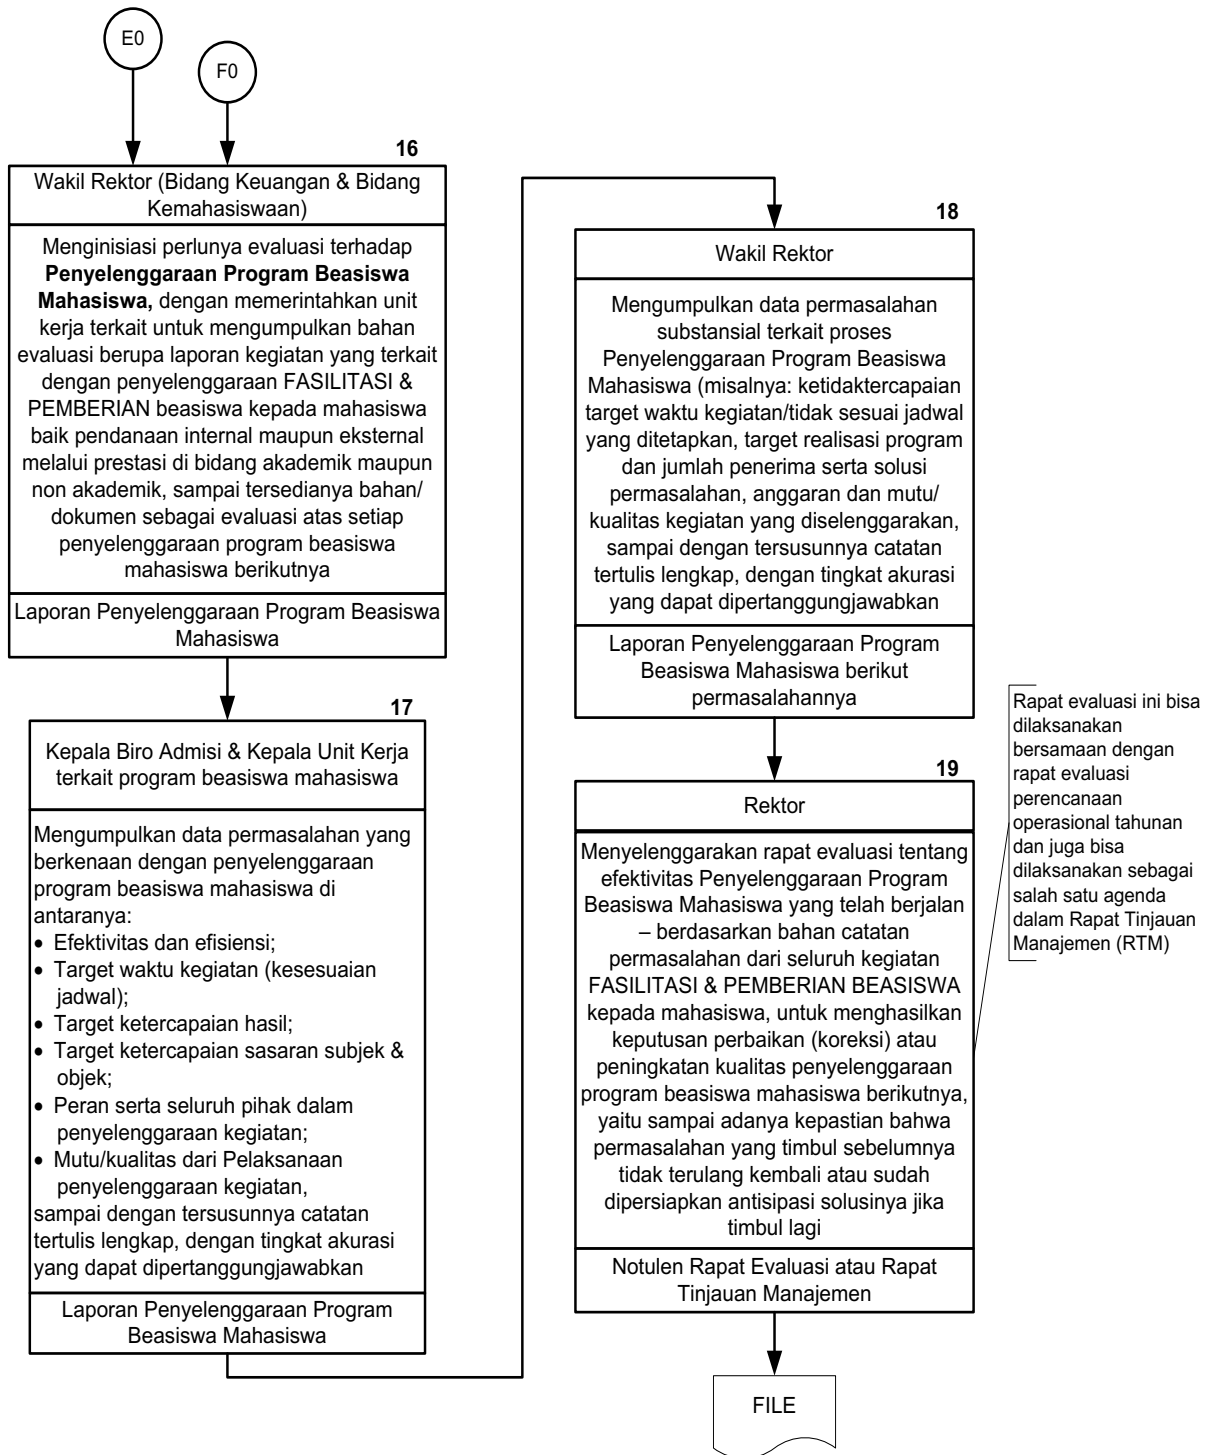 E0
F0
16
Wakil Rektor (Bidang Keuangan & Bidang
Kemahasiswaan)
Menginisiasi perlunya evaluasi terhadap
Penyelenggaraan Program Beasiswa
Mahasiswa, dengan memerintahkan unit
kerja terkait untuk mengumpulkan bahan
evaluasi berupa laporan kegiatan yang terkait
dengan penyelenggaraan FASILITASI &
PEMBERIAN beasiswa kepada mahasiswa
baik pendanaan internal maupun eksternal
melalui prestasi di bidang akademik maupun
non akademik, sampai tersedianya bahan/
dokumen sebagai evaluasi atas setiap
penyelenggaraan program beasiswa
mahasiswa berikutnya
Laporan Penyelenggaraan Program Beasiswa
Mahasiswa
17
Kepala Biro Admisi & Kepala Unit Kerja
terkait program beasiswa mahasiswa
Mengumpulkan data permasalahan yang
berkenaan dengan penyelenggaraan
program beasiswa mahasiswa di
antaranya:
• Efektivitas dan efisiensi;
• Target waktu kegiatan (kesesuaian
jadwal);
• Target ketercapaian hasil;
• Target ketercapaian sasaran subjek &
objek;
• Peran serta seluruh pihak dalam
penyelenggaraan kegiatan;
• Mutu/kualitas dari Pelaksanaan
penyelenggaraan kegiatan,
sampai dengan tersusunnya catatan
tertulis lengkap, dengan tingkat akurasi
yang dapat dipertanggungjawabkan
Laporan Penyelenggaraan Program
Beasiswa Mahasiswa
18
Wakil Rektor
Mengumpulkan data permasalahan
substansial terkait proses
Penyelenggaraan Program Beasiswa
Mahasiswa (misalnya: ketidaktercapaian
target waktu kegiatan/tidak sesuai jadwal
yang ditetapkan, target realisasi program
dan jumlah penerima serta solusi
permasalahan, anggaran dan mutu/
kualitas kegiatan yang diselenggarakan,
sampai dengan tersusunnya catatan
tertulis lengkap, dengan tingkat akurasi
yang dapat dipertanggungjawabkan
Laporan Penyelenggaraan Program
Beasiswa Mahasiswa berikut
permasalahannya
19
Rektor
Menyelenggarakan rapat evaluasi tentang
efektivitas Penyelenggaraan Program
Beasiswa Mahasiswa yang telah berjalan
– berdasarkan bahan catatan
permasalahan dari seluruh kegiatan
FASILITASI & PEMBERIAN BEASISWA
kepada mahasiswa, untuk menghasilkan
keputusan perbaikan (koreksi) atau
peningkatan kualitas penyelenggaraan
program beasiswa mahasiswa berikutnya,
yaitu sampai adanya kepastian bahwa
permasalahan yang timbul sebelumnya
tidak terulang kembali atau sudah
dipersiapkan antisipasi solusinya jika
timbul lagi
Notulen Rapat Evaluasi atau Rapat
Tinjauan Manajemen
Rapat evaluasi ini bisa
dilaksanakan
bersamaan dengan
rapat evaluasi
perencanaan
operasional tahunan
dan juga bisa
dilaksanakan sebagai
salah satu agenda
dalam Rapat Tinjauan
Manajemen (RTM)
FILE